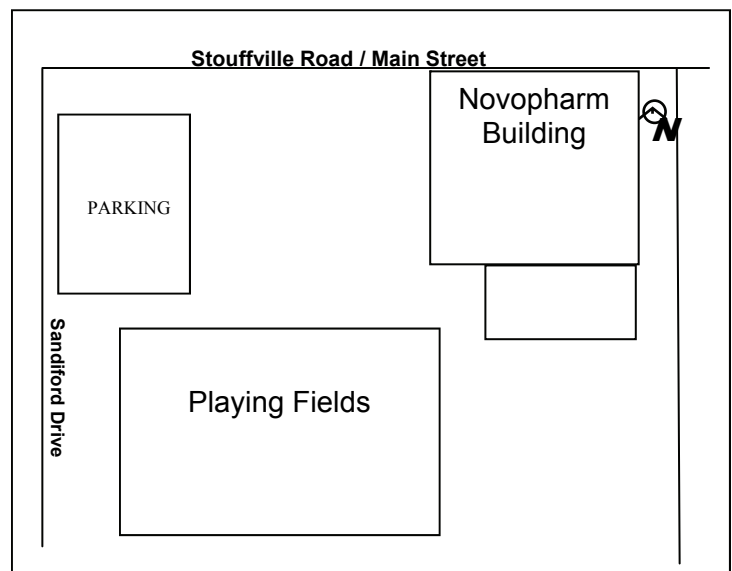 Stouffville Road / Main Street
Novopharm
Building
N
PARKING
Sandiford Drive
Playing Fields